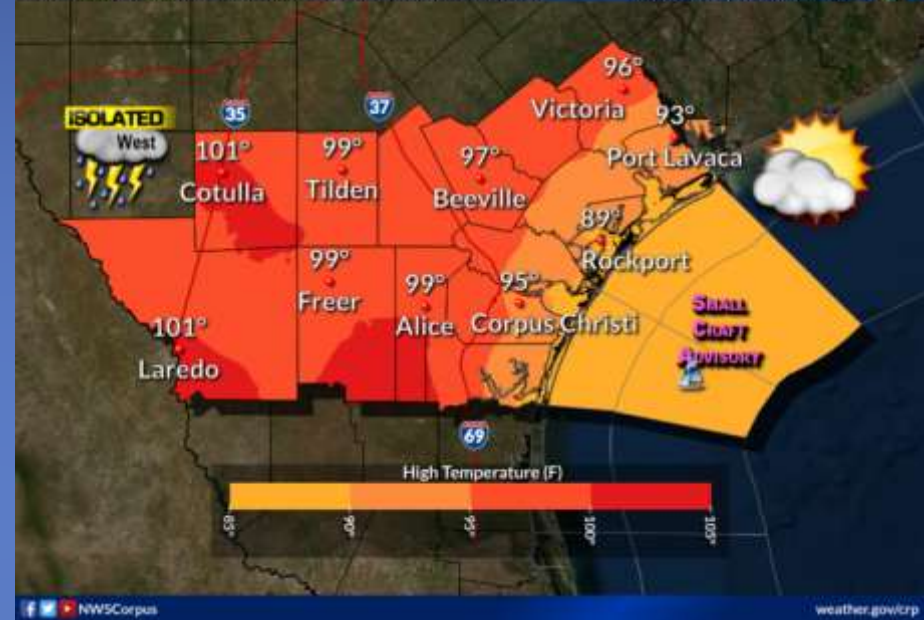 ISOLATED
West
35
37
96°
Victoria
93°
Port Lavaca
101°
Cotulla
99°
Tilden
97°
Beeville
89°
Rockport
99°
Freer
99°
Alice
95°
Corpus Christi
SMALL
CRAFT
ADVISORY
101°
Laredo
69
High Temperature (F)
85° 90° 95° 100° 105°
NWSCorpus
weather.gov/crp